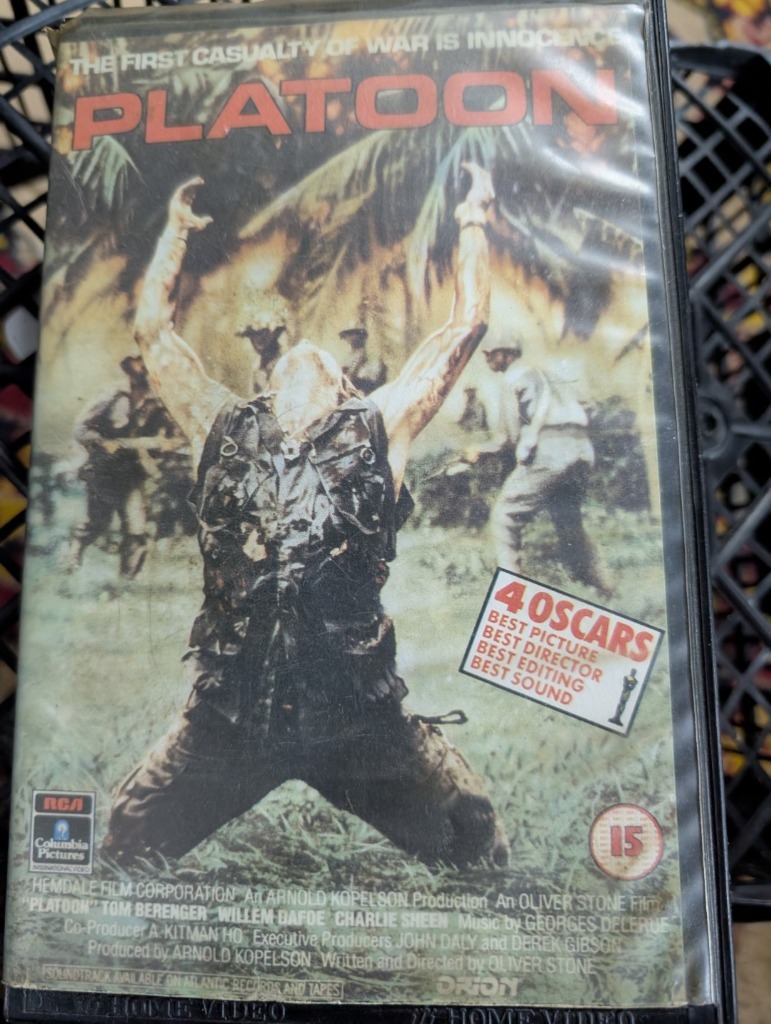 THE FIRST CASUALTY OF WAR IS INNOCENCE
PLATOON
4 OSCARS
BEST PICTURE
BEST DIRECTOR
BEST EDITING
BEST SOUND
RCA
Columbia
Pictures
INTERNATIONAL VIDEO
15
HEMDALE FILM CORPORATION An ARNOLD KOPELSON Production An OLIVER STONE Film
"PLATOON" TOM BERENGER WILLEM DAFOE CHARLIE SHEEN Music by GEORGES DELERUE
Co-Producer A. KITMAN HO Executive Producers JOHN DALY and DEREK GIBSON
Produced by ARNOLD KOPELSON Written and Directed by OLIVER STONE
SOUNDTRACK AVAILABLE ON ATLANTIC RECORDS AND TAPES
ORION
HOME VIDEO HOME VIDEO